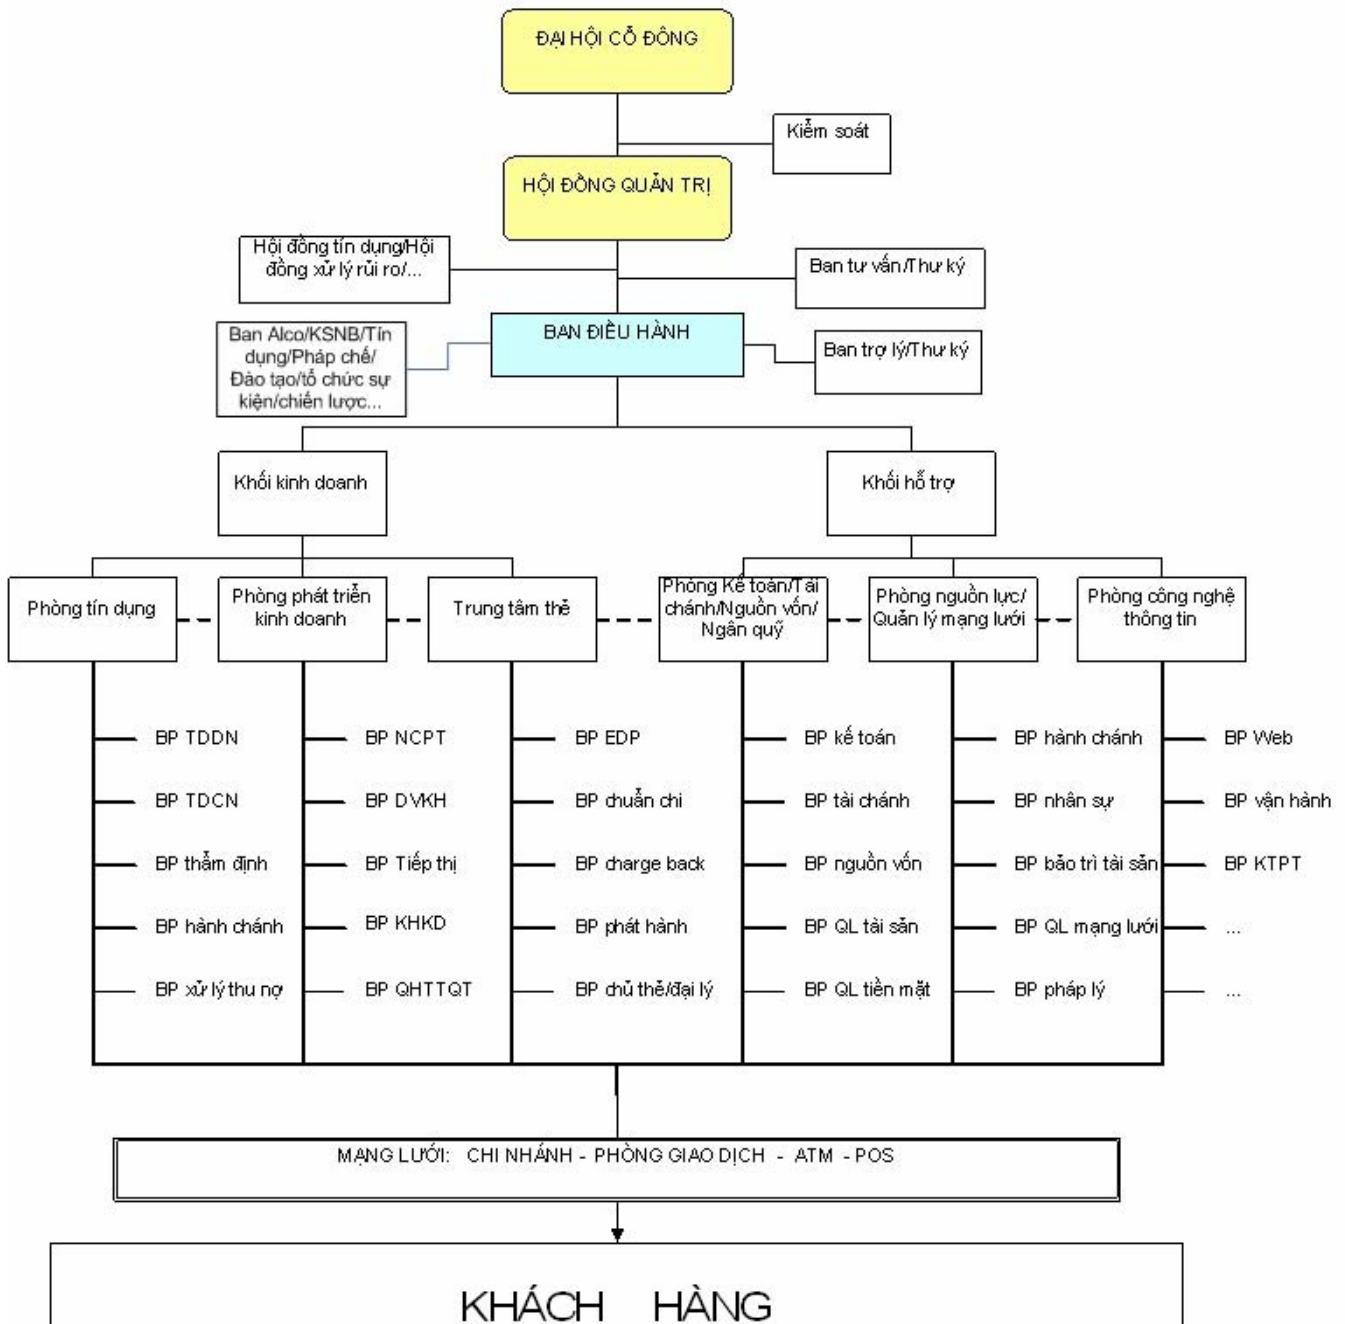 ĐẠI HỘI CỖ ĐÔNG
Kiểm soát
HỘI ĐỒNG QUẢN TRỊ
Hội đồng tín dụng/Hội
đồng xử lý rủi ro/...
Ban tư vấn/Thư ký
Ban Alco/KSNB/Tín
dụng/Pháp chế/
Đào tạo/tổ chức sự
kiện/chiến lược...
BAN ĐIỀU HÀNH
Ban trợ lý/Thư ký
Khối kinh doanh
Khối hỗ trợ
Phòng tín dụng
Phòng phát triển
kinh doanh
Trung tâm thẻ
Phòng Kế toán/Tài
chánh/Nguồn vốn/
Ngân quỹ
Phòng nguồn lực/
Quản lý mạng lưới
Phòng công nghệ
thông tin
BP TDDN
BP NCPT
BP EDP
BP kế toán
BP hành chánh
BP Web
BP TDCN
BP DVKH
BP chuẩn chi
BP tài chánh
BP nhân sự
BP vận hành
BP thẩm định
BP Tiếp thị
BP charge back
BP nguồn vốn
BP bảo trì tài sản
BP KTPT
BP hành chánh
BP KHKD
BP phát hành
BP QL tài sản
BP QL mạng lưới
...
BP xử lý thu nợ
BP QHTTQT
BP chủ thẻ/đại lý
BP QL tiền mặt
BP pháp lý
...
MẠNG LƯỚI: CHI NHÁNH - PHÒNG GIAO DỊCH - ATM - POS
KHÁCH HÀNG